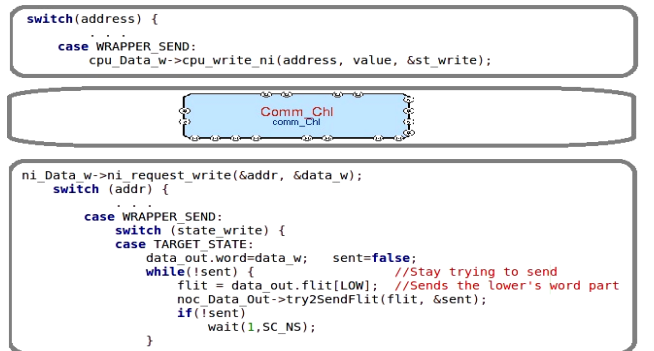 switch(address) {
. . .
case WRAPPER_SEND:
cpu_Data_w->cpu_write_ni(address, value, &st_write);
Comm_Chl
comm_Chl
ni_Data_w->ni_request_write(&addr, &data_w);
switch (addr) {
. . .
case WRAPPER_SEND:
switch (state_write) {
case TARGET_STATE:
data_out.word=data_w;   sent=false;
while(!sent) {                  //Stay trying to send
flit = data_out.flit[LOW];  //Sends the lower's word part
noc_Data_Out->try2SendFlit(flit, &sent);
if(!sent)
wait(1,SC_NS);
}